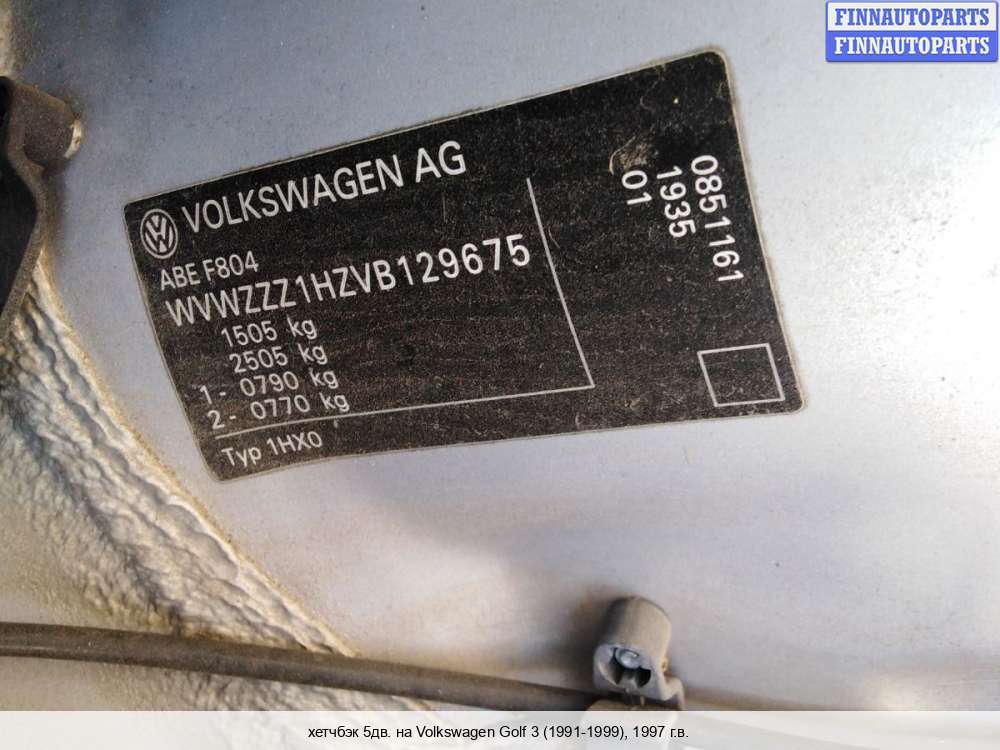 FINNAUTOPARTS
FINNAUTOPARTS
VOLKSWAGEN AG
ABE F804
WVWZZZ1HZVB129675
1505 kg
2505 kg
1- 0790 kg
2- 0770 kg
Typ 1HX0
0851161
1935
01
хетчбэк 5дв. на Volkswagen Golf 3 (1991-1999), 1997 г.в.